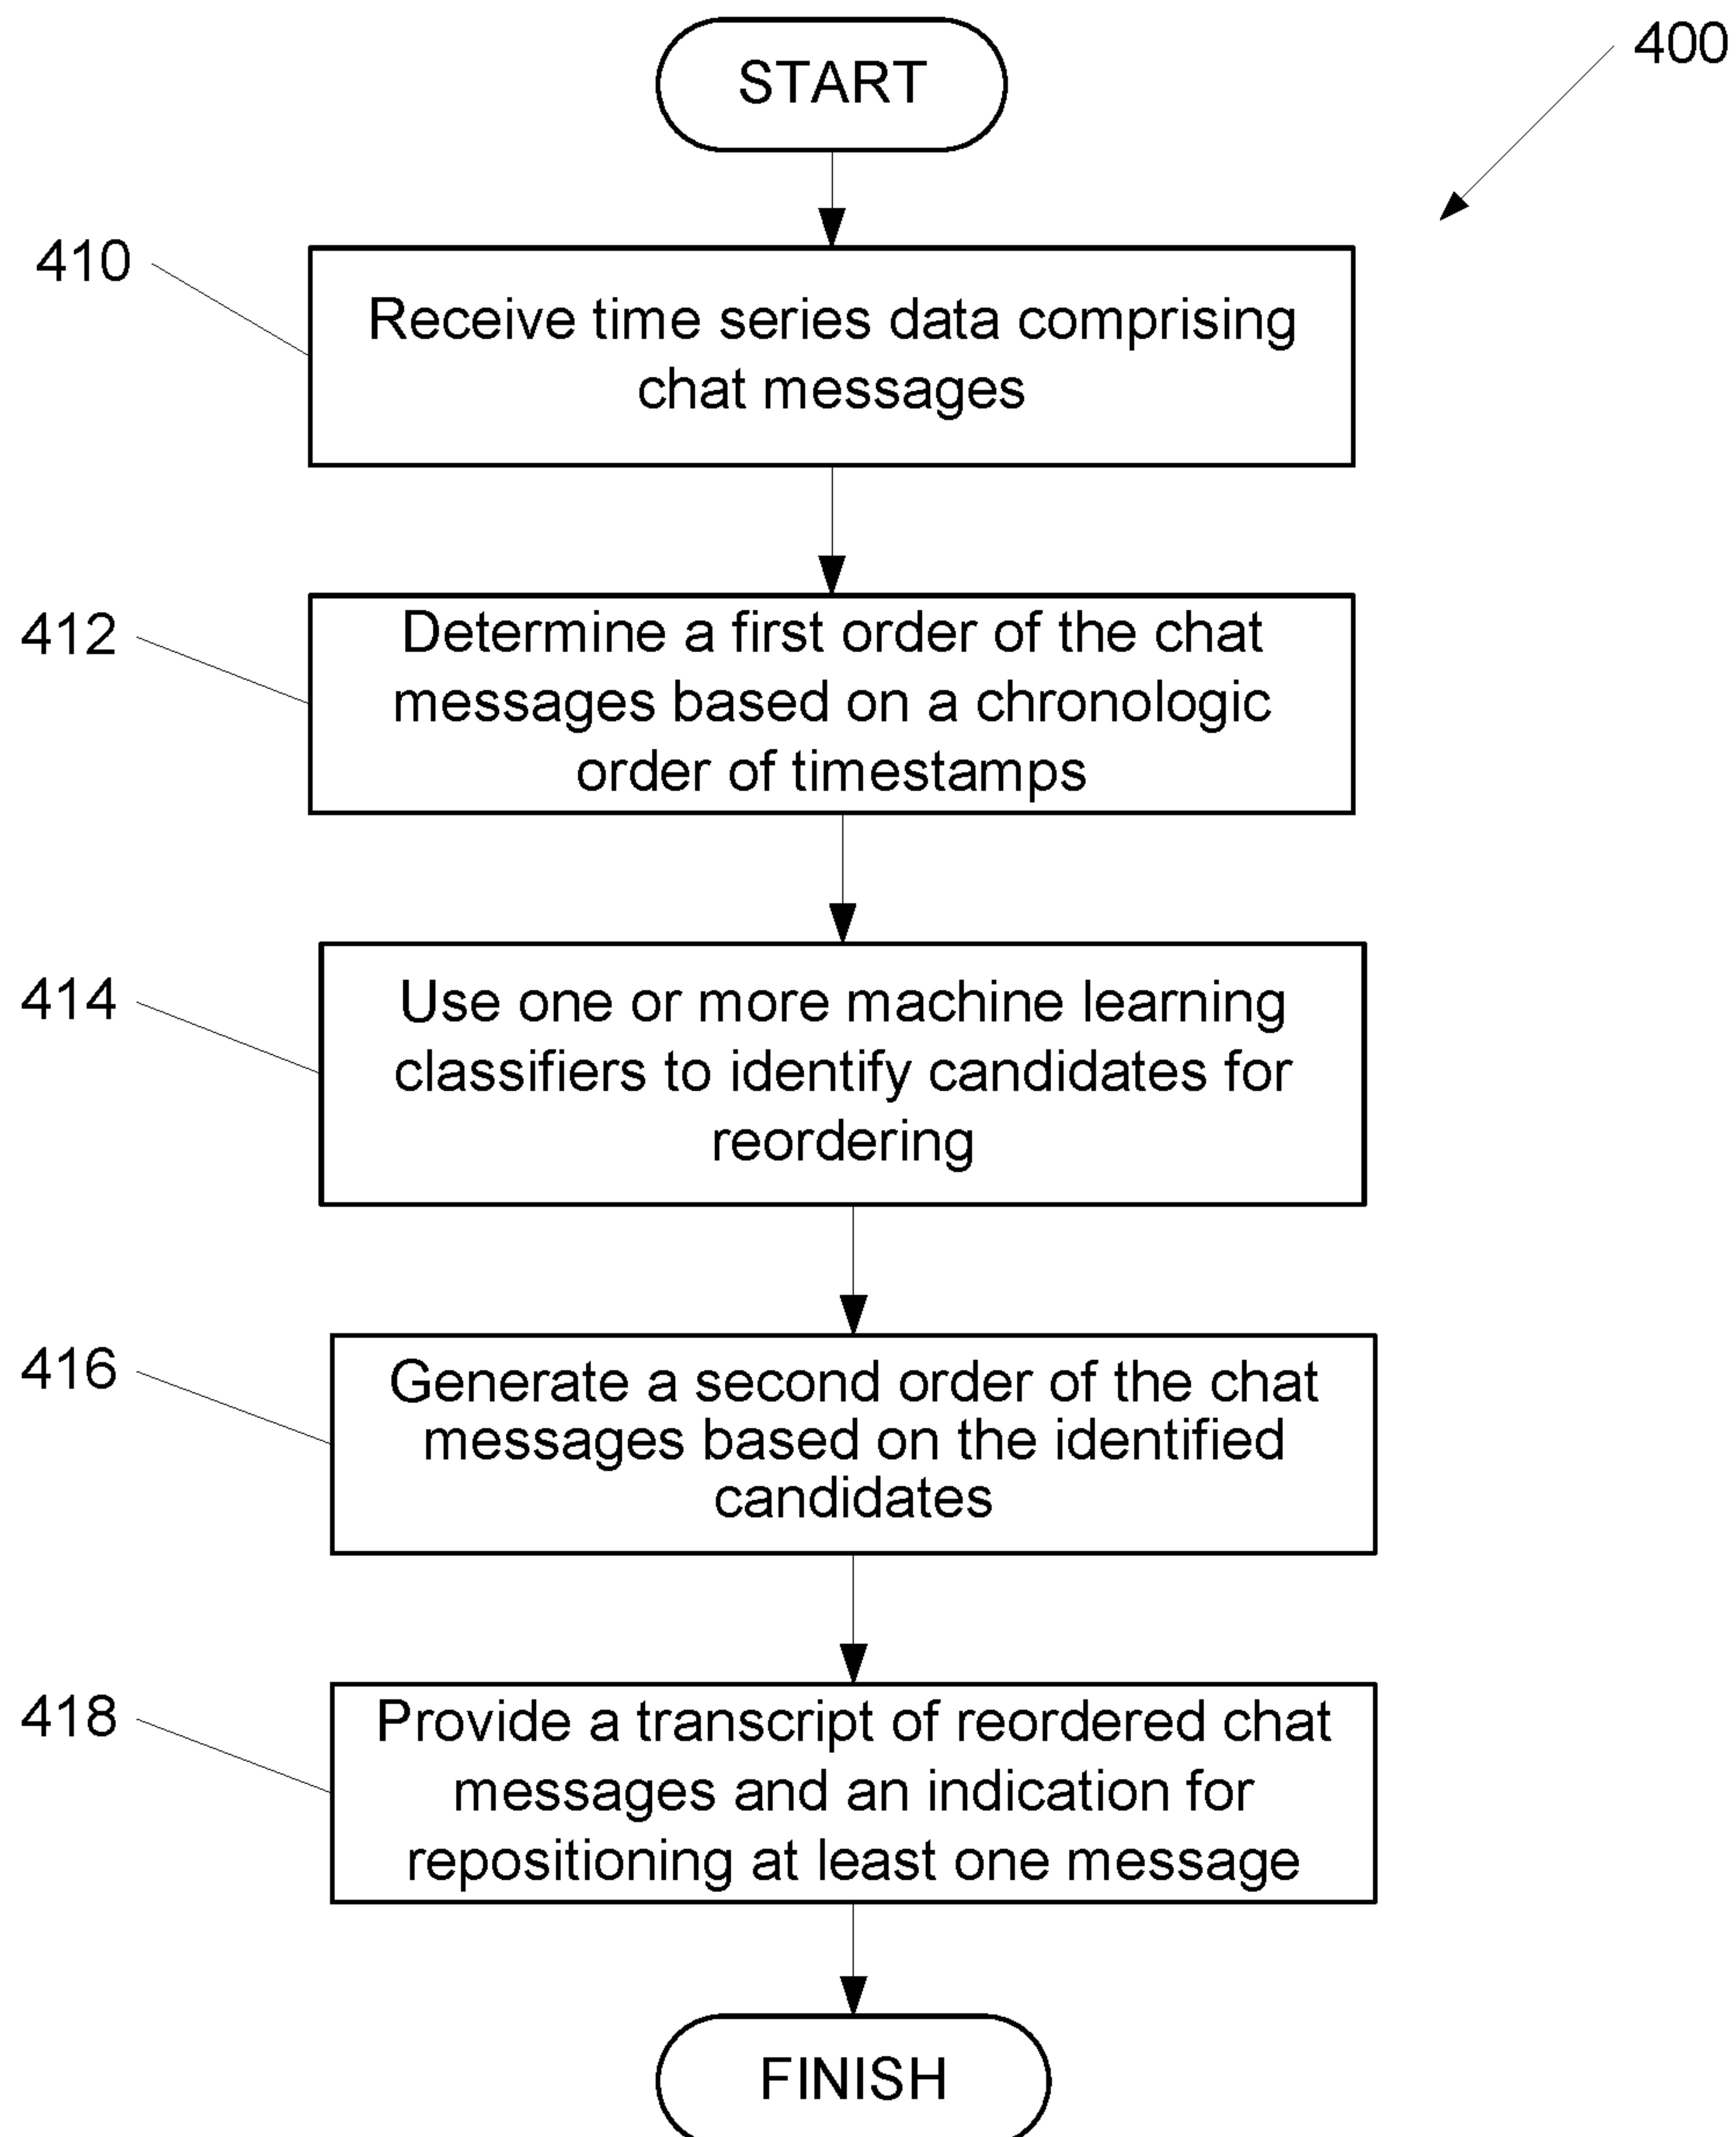 START
400
410
Receive time series data comprising
chat messages
412
Determine a first order of the chat
messages based on a chronologic
order of timestamps
414
Use one or more machine learning
classifiers to identify candidates for
reordering
416
Generate a second order of the chat
messages based on the identified
candidates
418
Provide a transcript of reordered chat
messages and an indication for
repositioning at least one message
FINISH